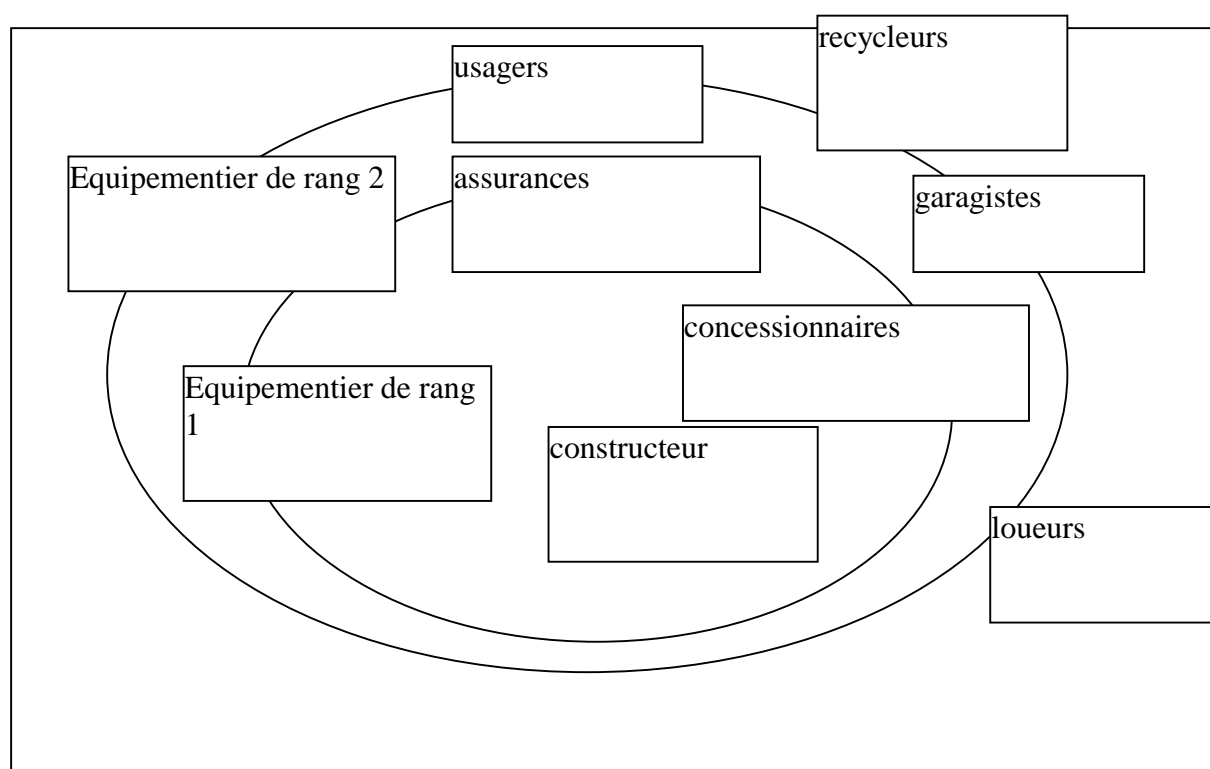 recycleurs
usagers
Equipementier de rang 2
assurances
garagistes
concessionnaires
Equipementier de rang
1
constructeur
loueurs